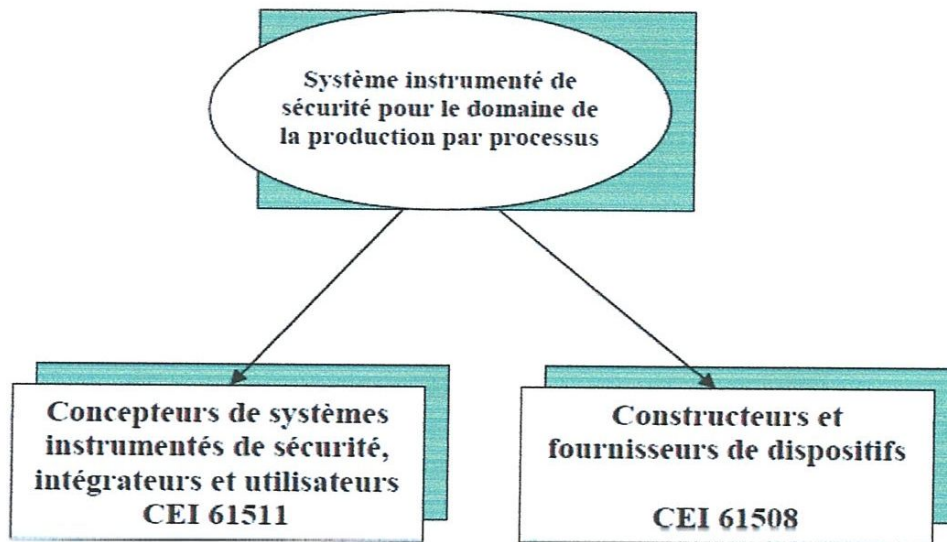 Système instrumenté de
sécurité pour le domaine de
la production par processus
Concepteurs de systèmes
instrumentés de sécurité,
intégrateurs et utilisateurs
CEI 61511
Constructeurs et
fournisseurs de dispositifs
CEI 61508